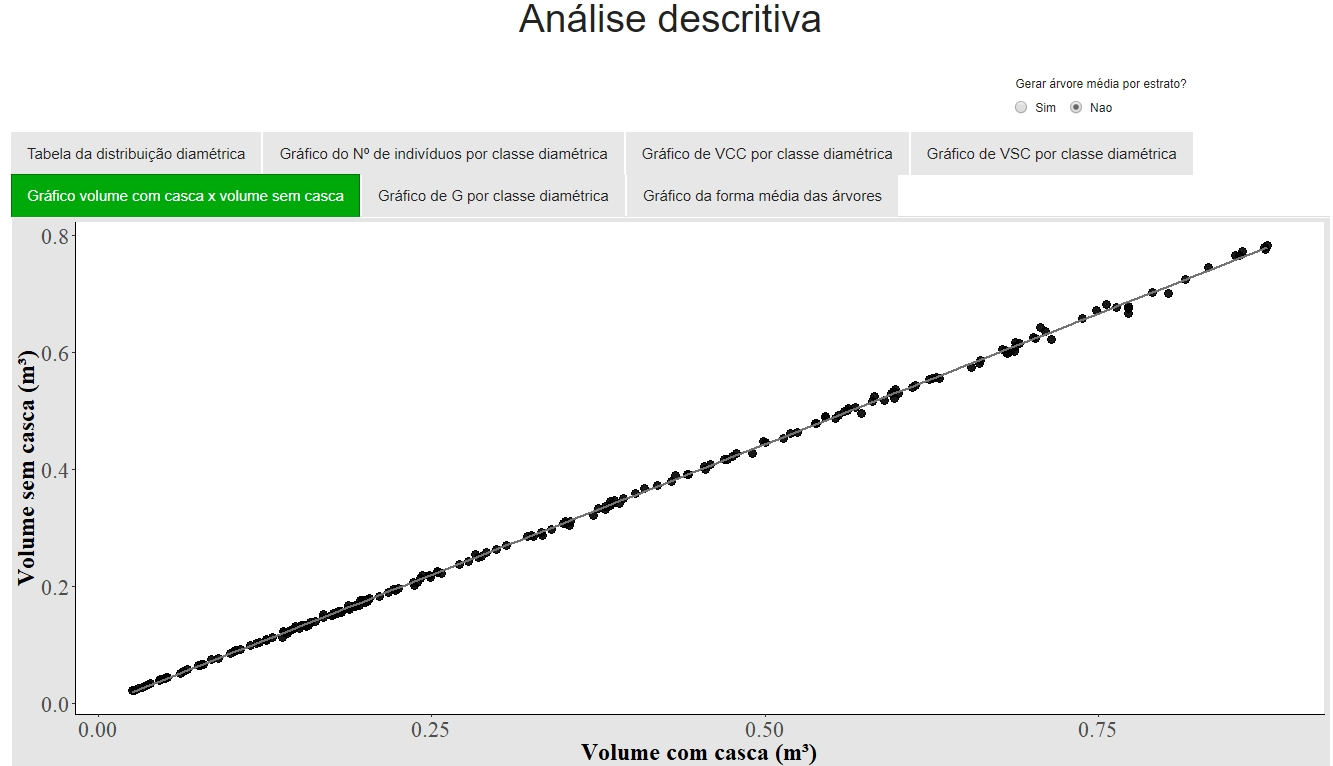 Análise descritiva
Gerar árvore média por estrato?
Sim Nao
Tabela da distribuição diamétrica Gráfico do Nº de indivíduos por classe diamétrica Gráfico de VCC por classe diamétrica Gráfico de VSC por classe diamétrica
Gráfico volume com casca x volume sem casca Gráfico de G por classe diamétrica Gráfico da forma média das árvores
Volume sem casca (m³)
0.8
0.6
0.4
0.2
0.0
0.00 0.25 0.50 0.75
Volume com casca (m³)